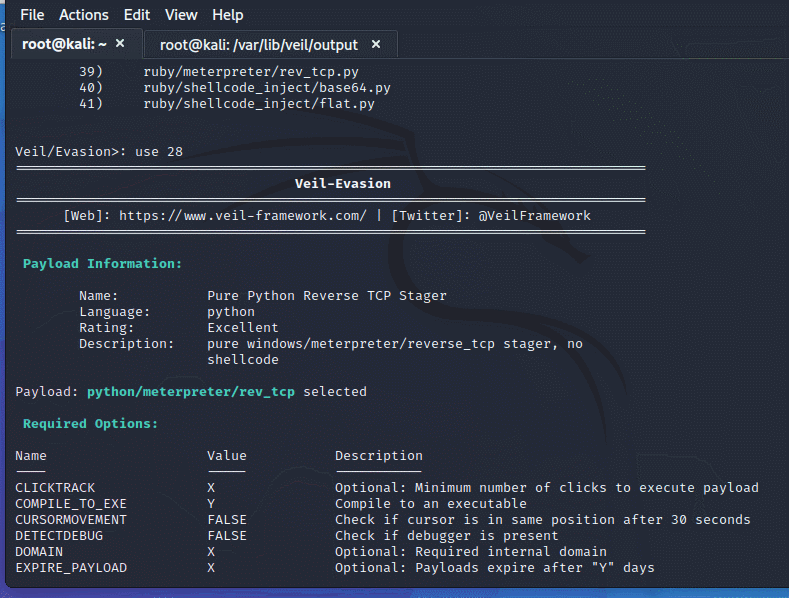 File Actions Edit View Help
root@kali: ~ × root@kali: /var/lib/veil/output ×
39) ruby/meterpreter/rev_tcp.py
40) ruby/shellcode_inject/base64.py
41) ruby/shellcode_inject/flat.py
Veil/Evasion>: use 28
Veil-Evasion
[Web]: https://www.veil-framework.com/ | [Twitter]: @VeilFramework
Payload Information:
Name: Pure Python Reverse TCP Stager
Language: python
Rating: Excellent
Description: pure windows/meterpreter/reverse_tcp stager, no
shellcode
Payload: python/meterpreter/rev_tcp selected
Required Options:
Name Value Description
CLICKTRACK X Optional: Minimum number of clicks to execute payload
COMPILE_TO_EXE Y Compile to an executable
CURSORMOVEMENT FALSE Check if cursor is in same position after 30 seconds
DETECTDEBUG FALSE Check if debugger is present
DOMAIN X Optional: Required internal domain
EXPIRE_PAYLOAD X Optional: Payloads expire after "Y" days